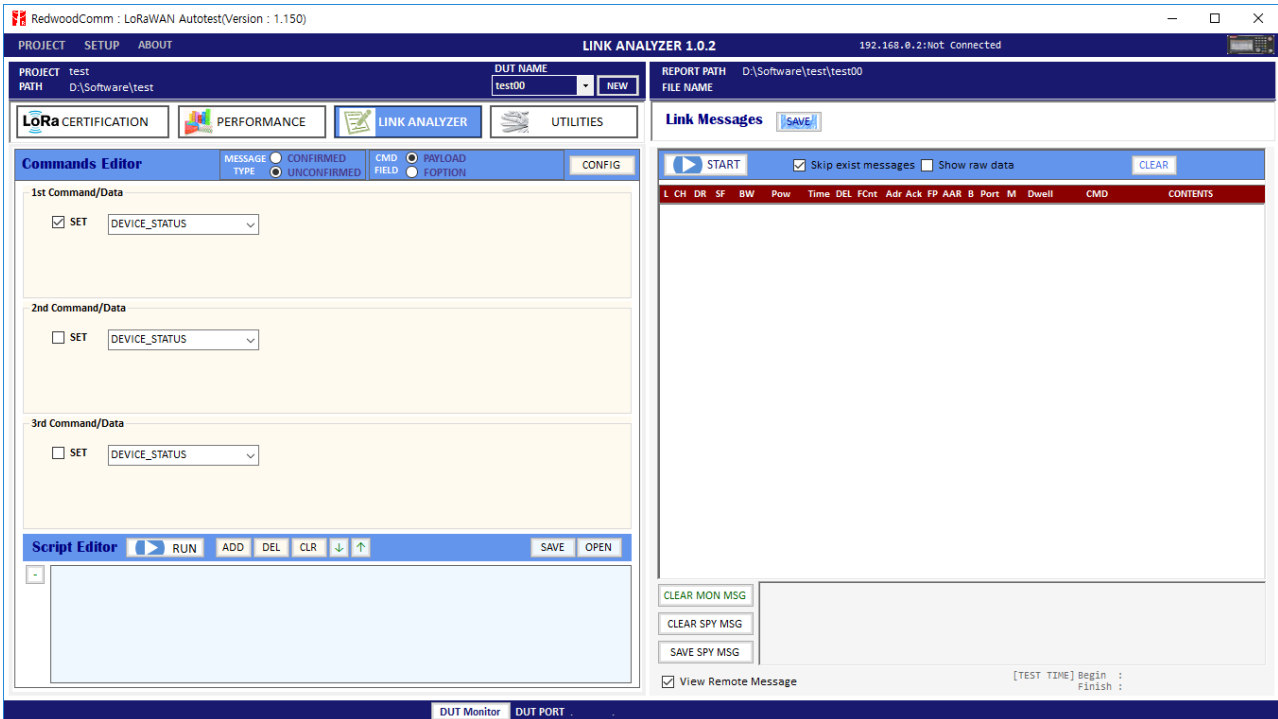 RedwoodComm : LoRaWAN Autotest(Version : 1.150)
PROJECT SETUP ABOUT LINK ANALYZER 1.0.2 192.168.0.2:Not Connected
PROJECT test
PATH D:\Software\test
DUT NAME
test00 NEW
REPORT PATH D:\Software\test\test00
FILE NAME
LoRa CERTIFICATION PERFORMANCE LINK ANALYZER UTILITIES
Link Messages SAVE
Commands Editor
MESSAGE TYPE CONFIRMED UNCONFIRMED
CMD FIELD PAYLOAD FOPTION
CONFIG
1st Command/Data
SET DEVICE_STATUS
2nd Command/Data
SET DEVICE_STATUS
3rd Command/Data
SET DEVICE_STATUS
Script Editor RUN ADD DEL CLR ↓ ↑ SAVE OPEN
-
START Skip exist messages Show raw data CLEAR
L CH DR SF BW Pow Time DEL FCnt Adr Ack FP AAR B Port M Dwell CMD CONTENTS
CLEAR MON MSG
CLEAR SPY MSG
SAVE SPY MSG
View Remote Message
[TEST TIME] Begin :
Finish :
DUT Monitor DUT PORT